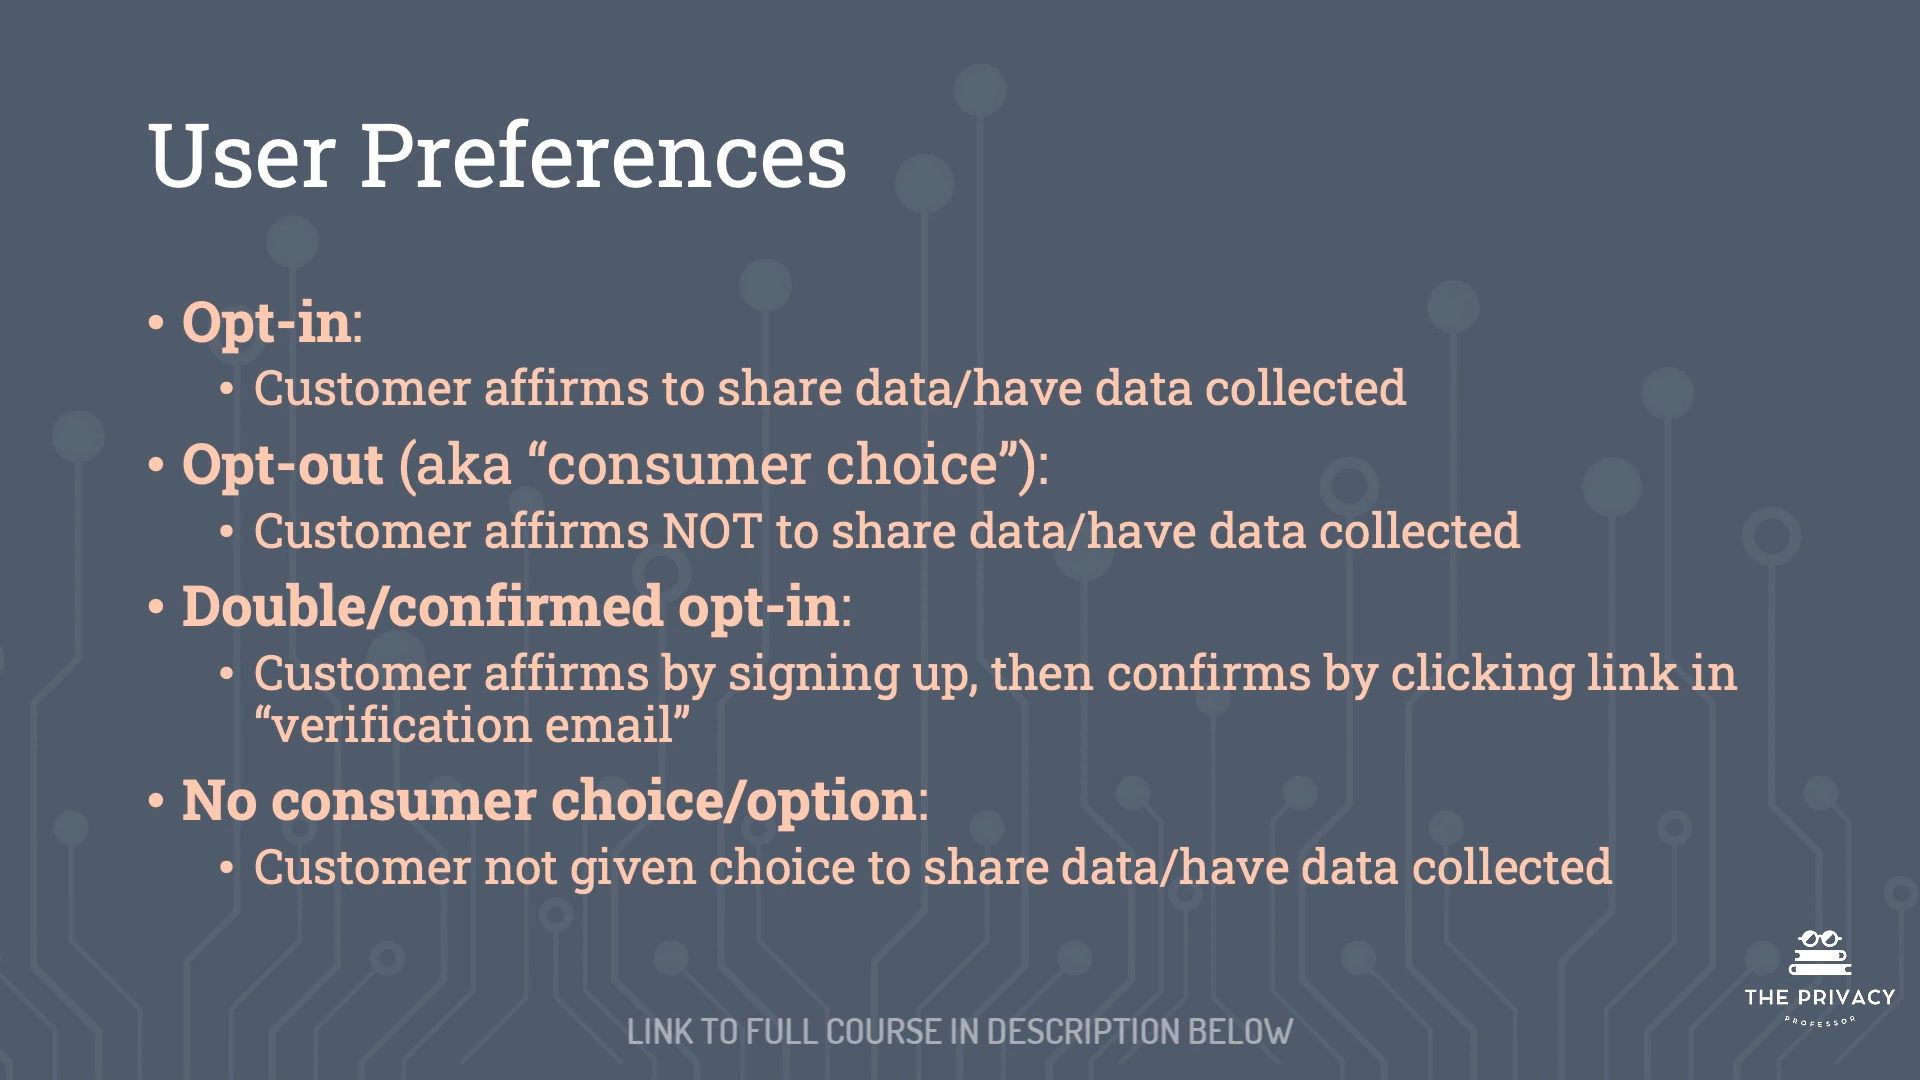 User Preferences
• Opt-in:
• Customer affirms to share data/have data collected
• Opt-out (aka “consumer choice”):
• Customer affirms NOT to share data/have data collected
• Double/confirmed opt-in:
• Customer affirms by signing up, then confirms by clicking link in
“verification email”
• No consumer choice/option:
• Customer not given choice to share data/have data collected
THE PRIVACY
PROFESSOR
LINK TO FULL COURSE IN DESCRIPTION BELOW